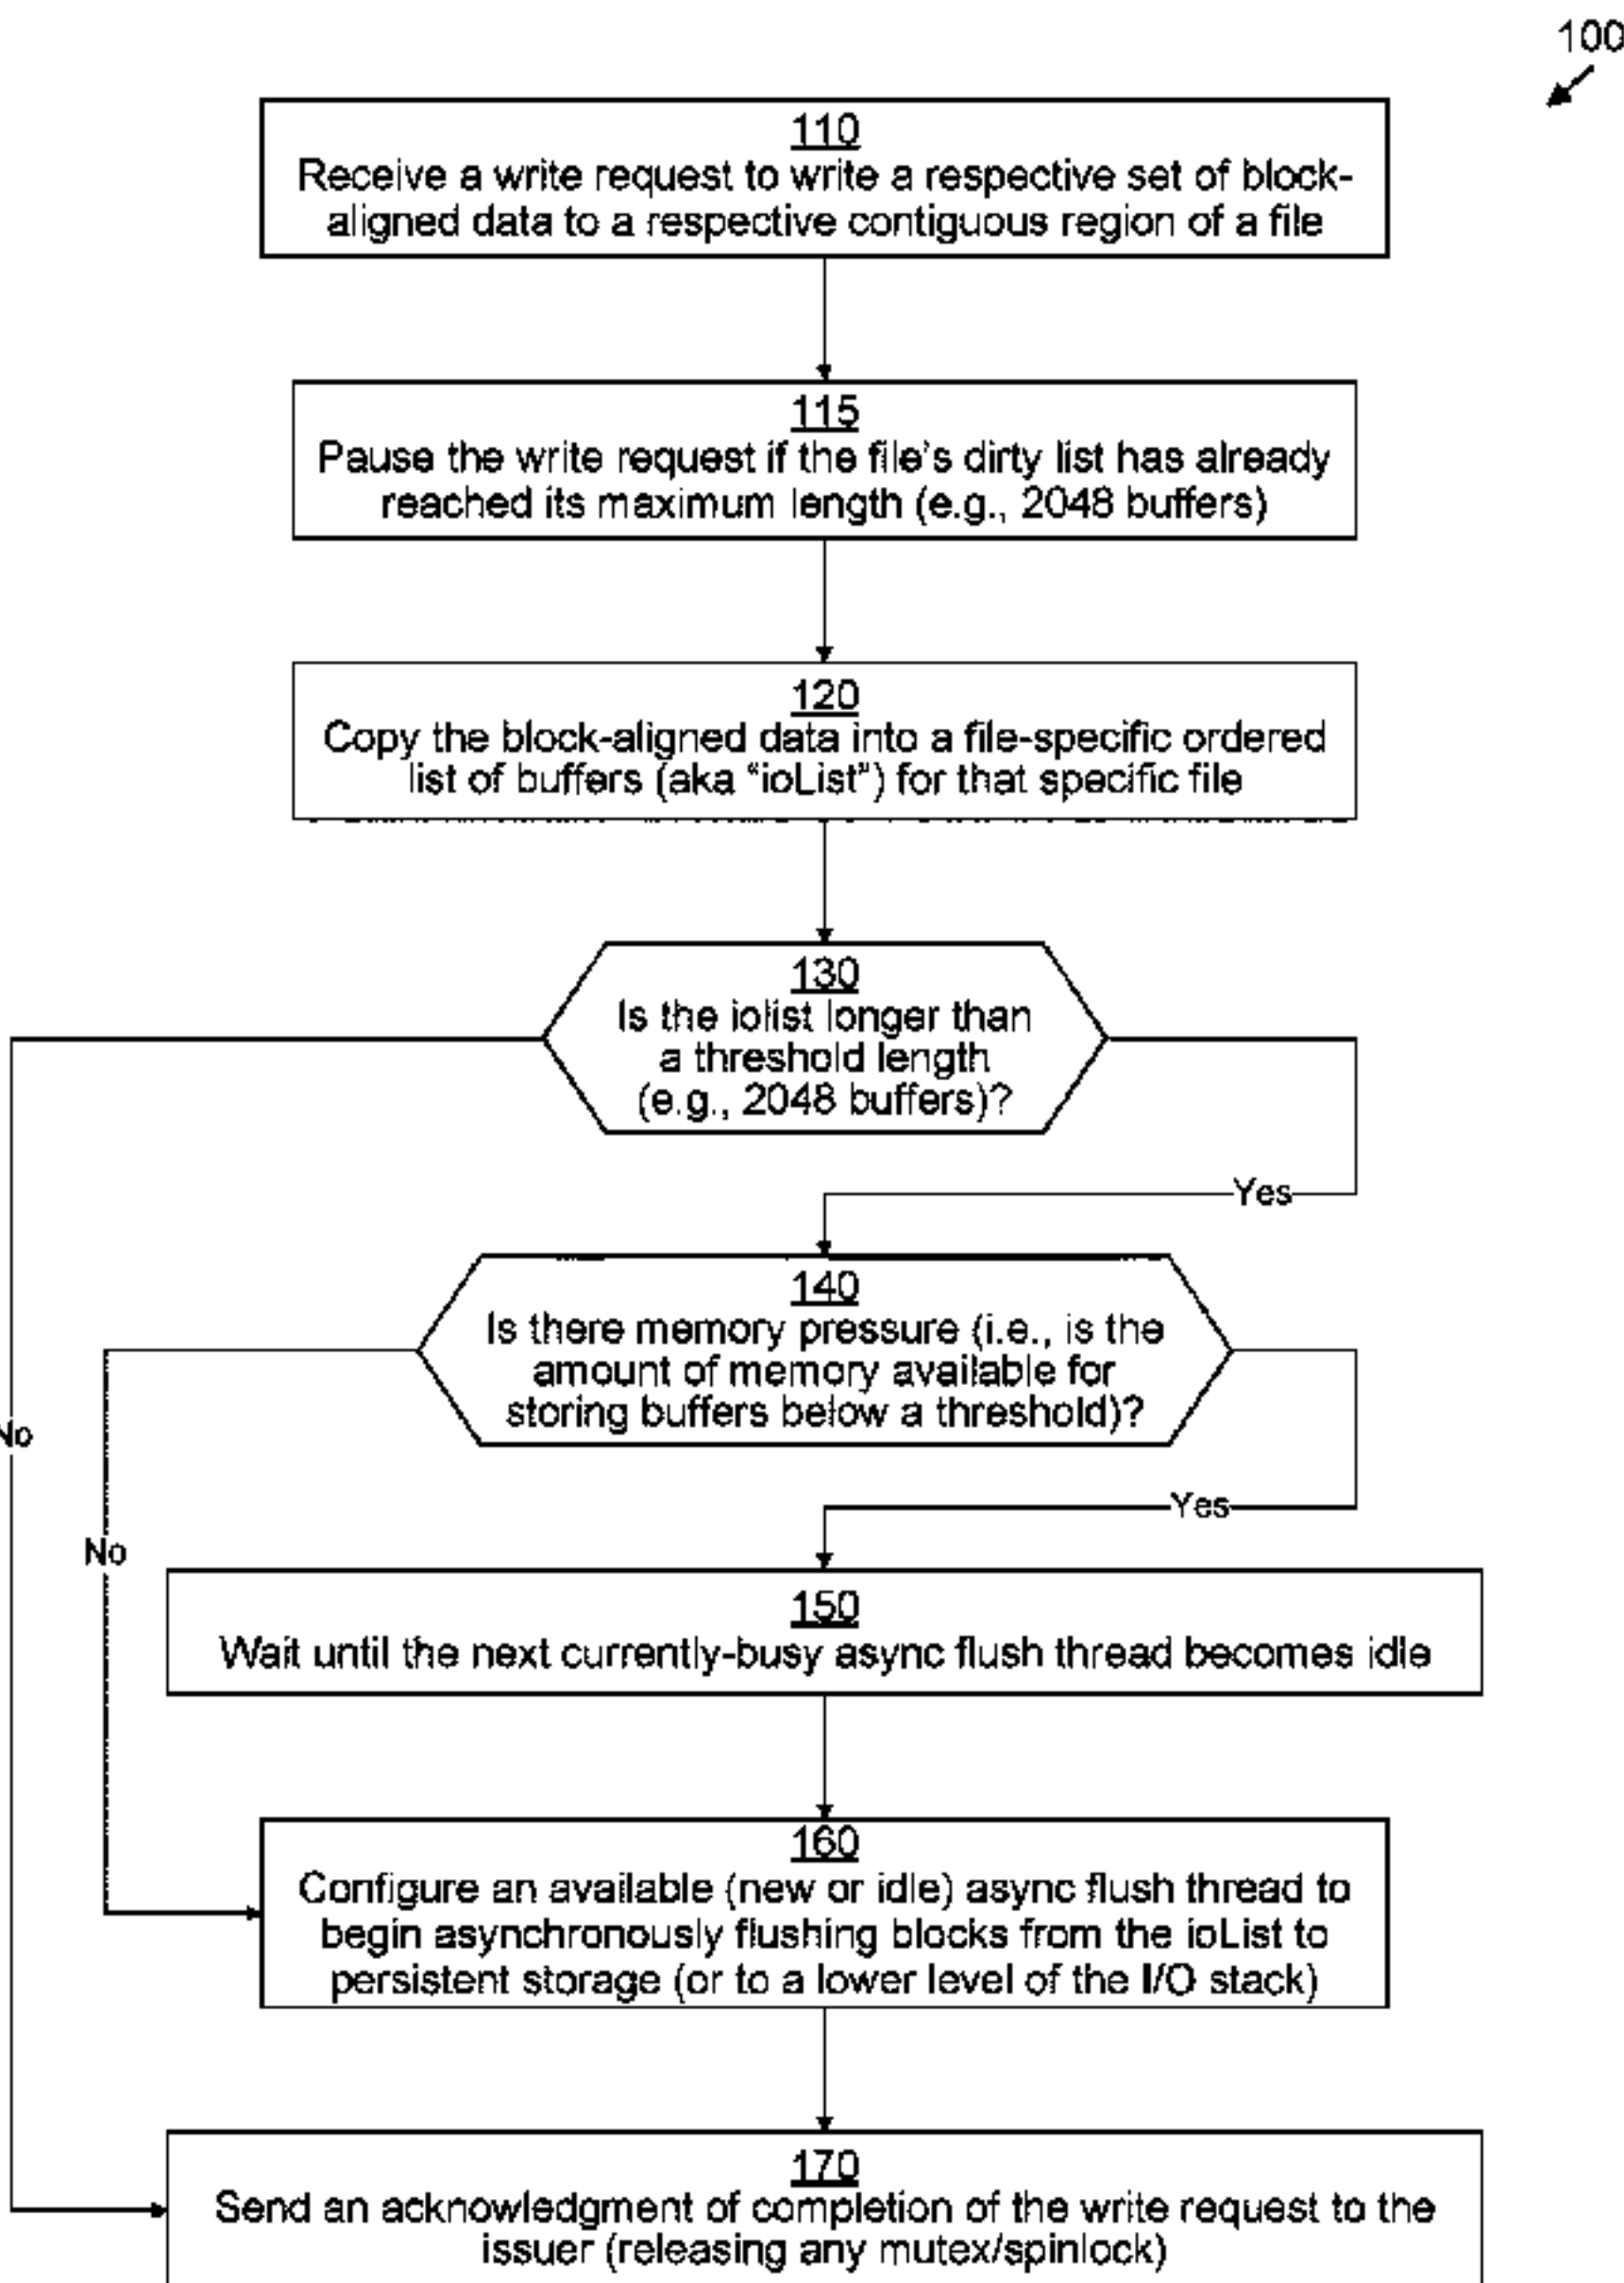 100
110
Receive a write request to write a respective set of block-
aligned data to a respective contiguous region of a file
115
Pause the write request if the file's dirty list has already
reached its maximum length (e.g., 2048 buffers)
120
Copy the block-aligned data into a file-specific ordered
list of buffers (aka “ioList”) for that specific file
130
Is the iolist longer than
a threshold length
(e.g., 2048 buffers)?
Yes
140
Is there memory pressure (i.e., is the
amount of memory available for
storing buffers below a threshold)?
No
Yes
No
150
Wait until the next currently-busy async flush thread becomes idle
160
Configure an available (new or idle) async flush thread to
begin asynchronously flushing blocks from the ioList to
persistent storage (or to a lower level of the I/O stack)
170
Send an acknowledgment of completion of the write request to the
issuer (releasing any mutex/spinlock)